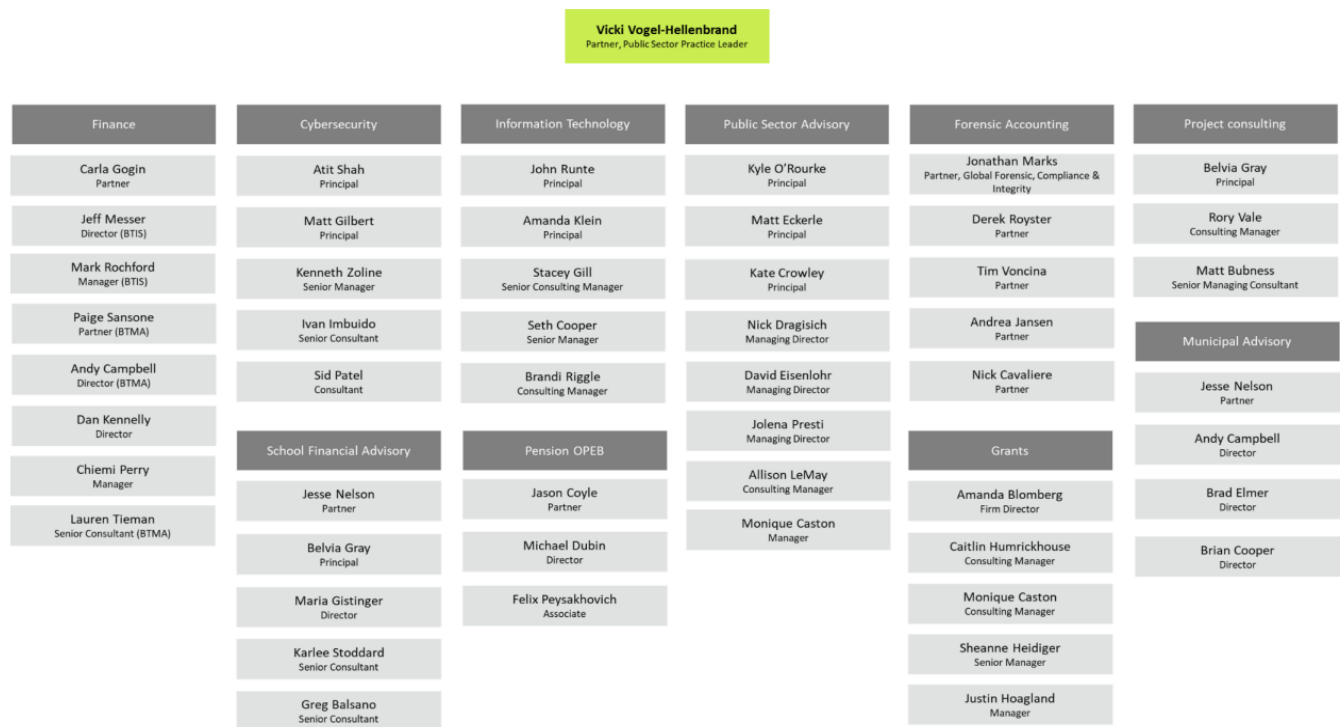 Vicki Vogel-Hellenbrand
Partner, Public Sector Practice Leader
Finance
Carla Gogin
Partner
Jeff Messer
Director (BTIS)
Mark Rochford
Manager (BTIS)
Paige Sansone
Partner (BTMA)
Andy Campbell
Director (BTMA)
Dan Kennelly
Director
Chiemi Perry
Manager
Lauren Tieman
Senior Consultant (BTMA)
Cybersecurity
Atit Shah
Principal
Matt Gilbert
Principal
Kenneth Zoline
Senior Manager
Ivan Imbuido
Senior Consultant
Sid Patel
Consultant
School Financial Advisory
Jesse Nelson
Partner
Belvia Gray
Principal
Maria Gistinger
Director
Karlee Stoddard
Senior Consultant
Greg Balsano
Senior Consultant
Information Technology
John Runte
Principal
Amanda Klein
Principal
Stacey Gill
Senior Consulting Manager
Seth Cooper
Senior Manager
Brandi Riggle
Consulting Manager
Pension OPEB
Jason Coyle
Partner
Michael Dubin
Director
Felix Peysakhovich
Associate
Public Sector Advisory
Kyle O'Rourke
Principal
Matt Eckerle
Principal
Kate Crowley
Principal
Nick Dragisich
Managing Director
David Eisenlohr
Managing Director
Jolena Presti
Managing Director
Allison LeMay
Consulting Manager
Monique Caston
Manager
Forensic Accounting
Jonathan Marks
Partner, Global Forensic, Compliance &
Integrity
Derek Royster
Partner
Tim Voncina
Partner
Andrea Jansen
Partner
Nick Cavaliere
Partner
Grants
Amanda Blomberg
Firm Director
Caitlin Humrickhouse
Consulting Manager
Monique Caston
Consulting Manager
Sheanne Heidiger
Senior Manager
Justin Hoagland
Manager
Project consulting
Belvia Gray
Principal
Rory Vale
Consulting Manager
Matt Bubness
Senior Managing Consultant
Municipal Advisory
Jesse Nelson
Partner
Andy Campbell
Director
Brad Elmer
Director
Brian Cooper
Director